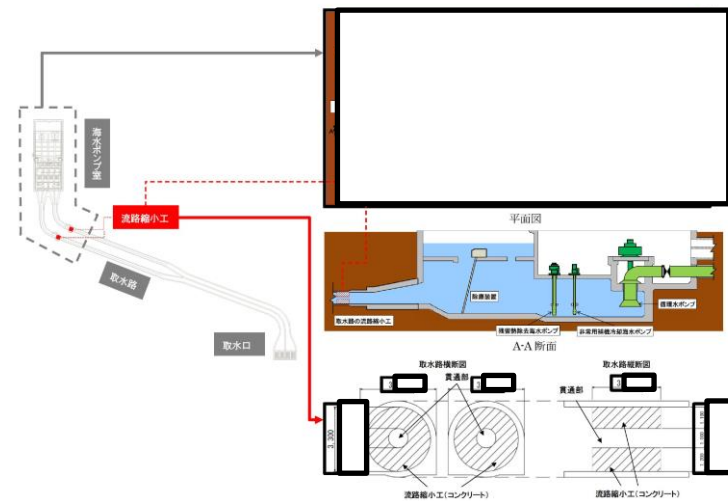 海水ポンプ室
流路縮小工
取水路
取水口
平面図
除塵装置
循環水ポンプ
取水路の流路縮小工
残留熱除去海水ポンプ
非常用補機冷却海水ポンプ
A-A 断面
取水路横断図
貫通部
取水路縦断図
貫通部
3,300
流路縮小工(コンクリート)
流路縮小工(コンクリート)